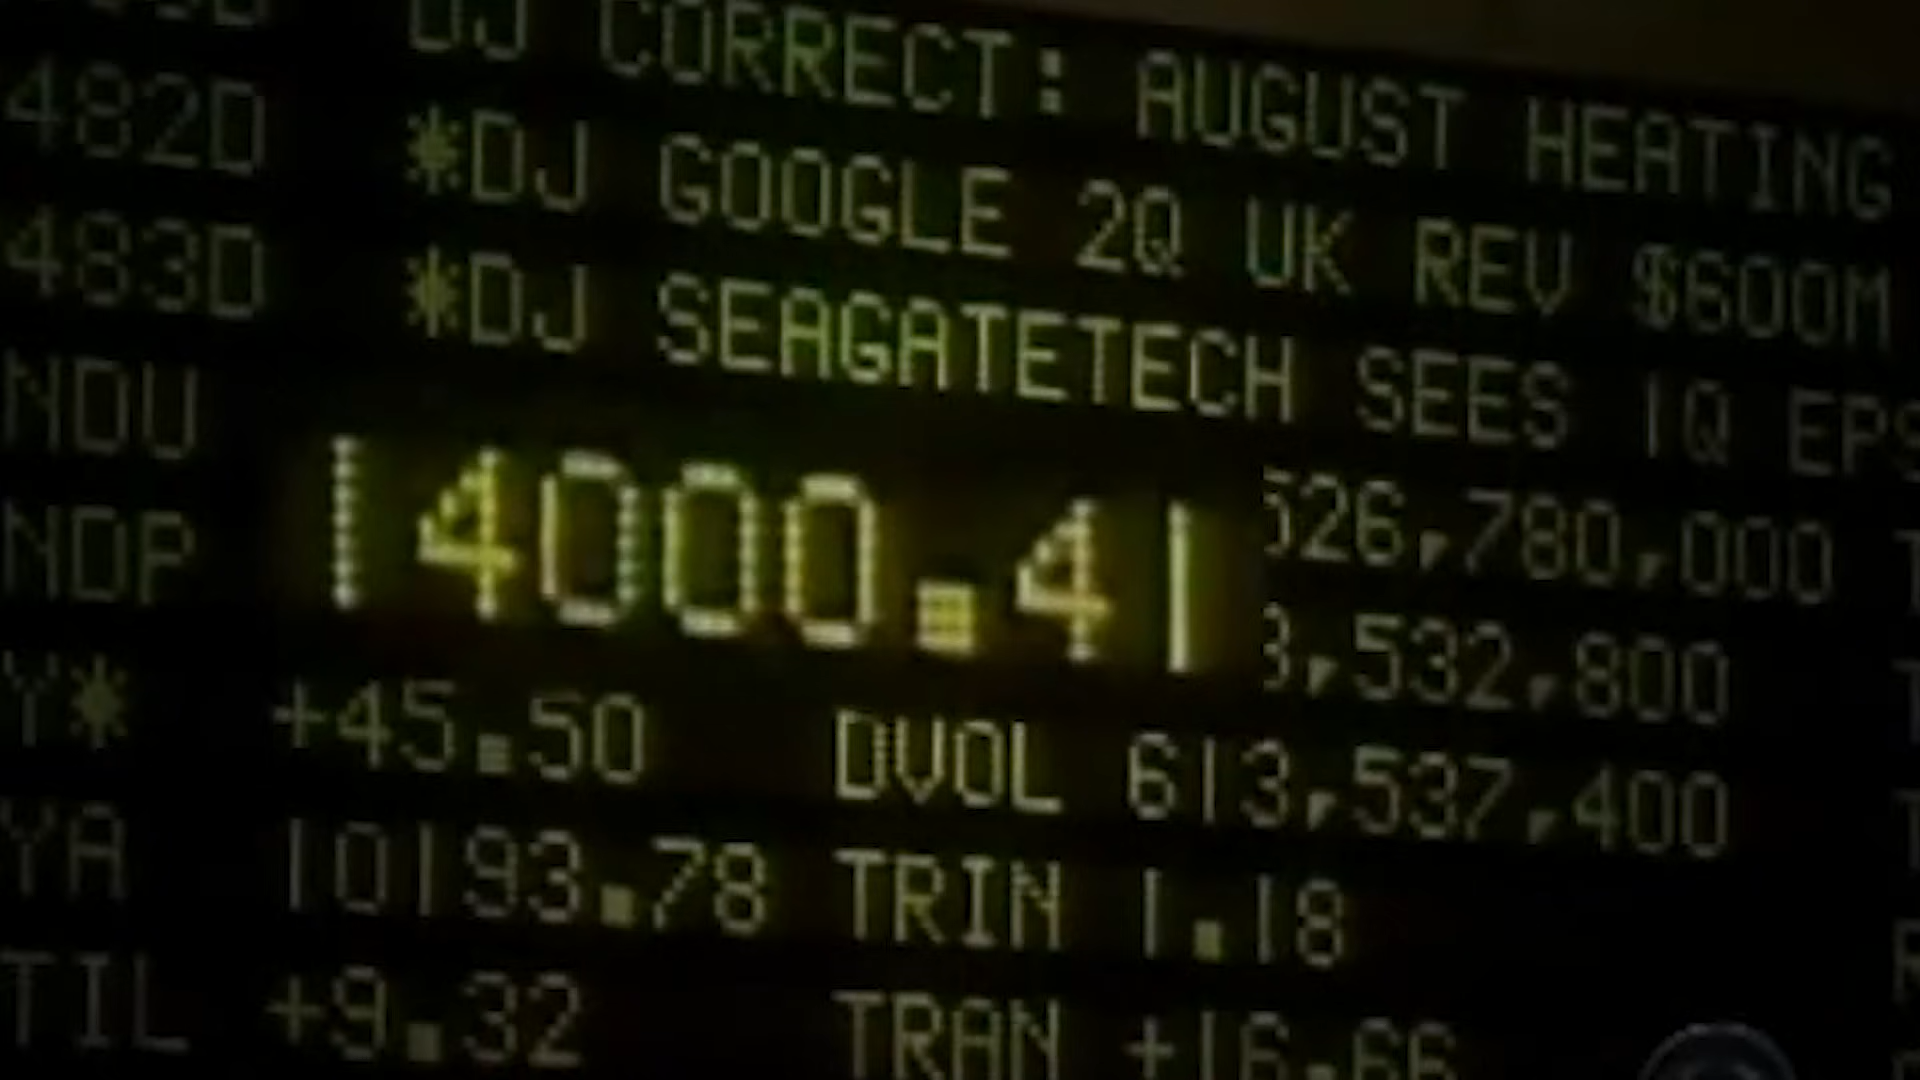 DJ CORRECT: AUGUST HEATING
482D *DJ GOOGLE 2Q UK REV $600M
483D *DJ SEAGATETECH SEES 1Q EPS
NDU
14000.41
526,780,000
NDP
3,532,800
Y* +45.50 DVOL 613,537,400
YA 10193.78 TRIN 1.18
TIL +9.32 TRAN +16.66